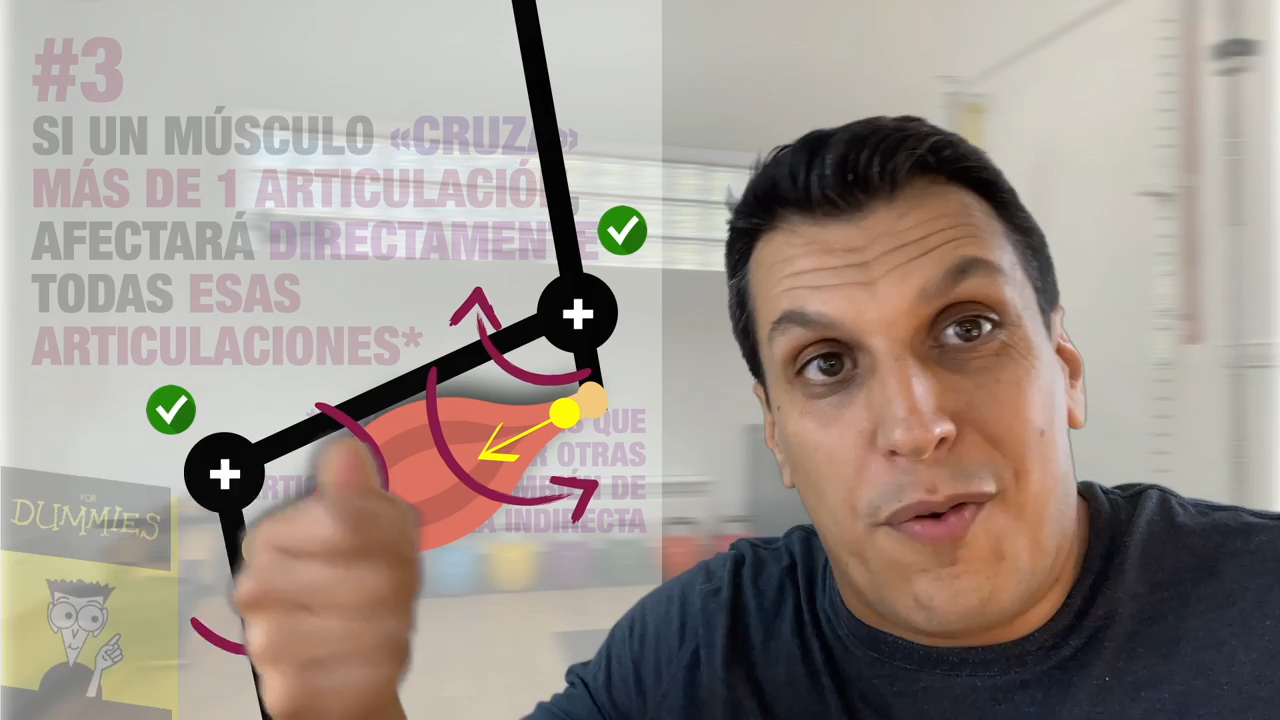 #3
SI UN MÚSCULO «CRUZA»
MÁS DE 1 ARTICULACIÓN,
AFECTARÁ DIRECTAMENTE
TODAS ESAS
ARTICULACIONES*
QUE
OTRAS
DE
INDIRECTA
FOR
DUMMIES